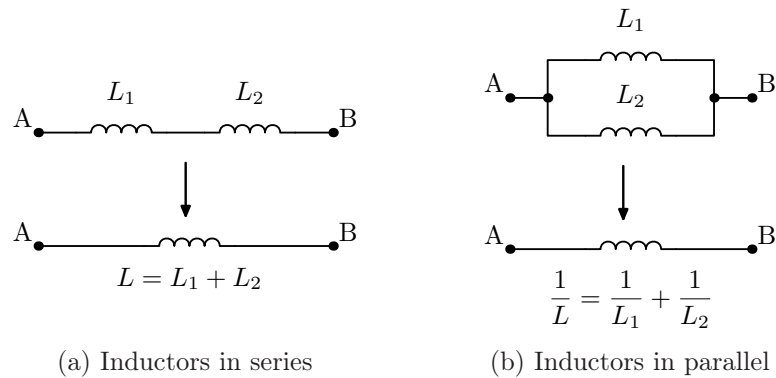 L₁ L₂
A B
A B
L = L₁ + L₂
(a) Inductors in series
L₁
A B
L₂
A B
1/L = 1/L₁ + 1/L₂
(b) Inductors in parallel